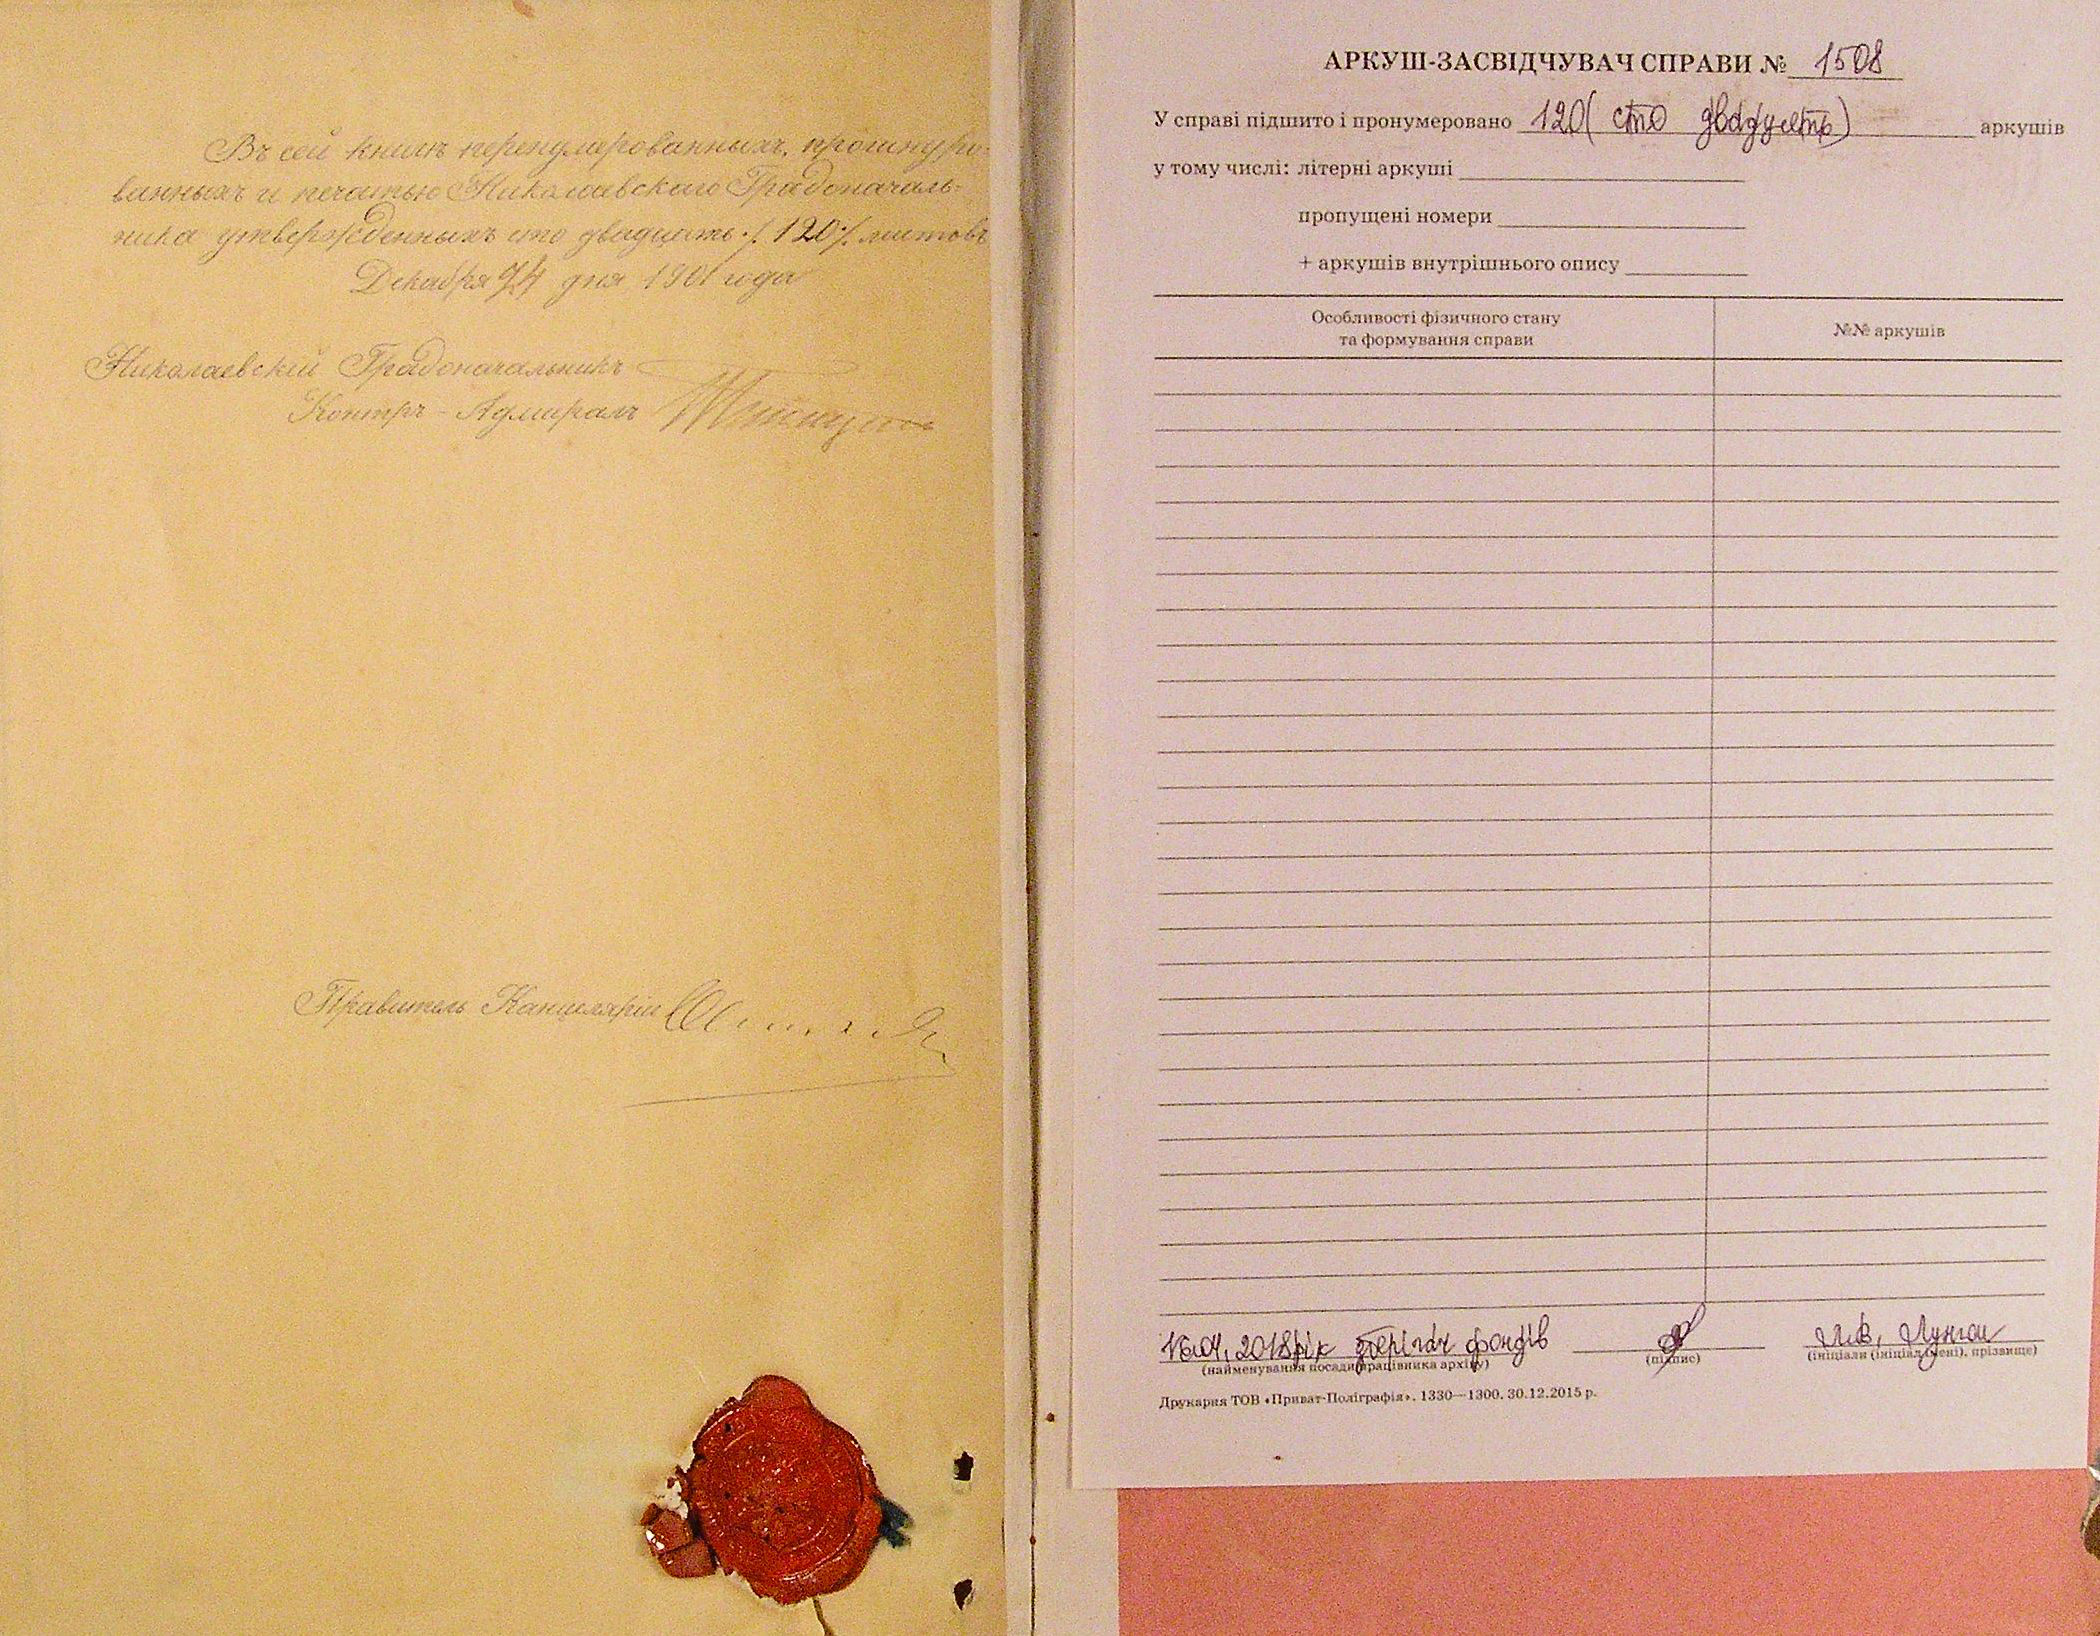 Въ сей книгѣ перенумерованныхъ, прошнуро-
ванныхъ и печатью Николаевскаго Градоначаль-
ника утвержденныхъ сто двадцать ./. 120 ./. листовъ
Декабря 24 дня 1901 года
Николаевскій Градоначальникъ
Контръ-Адмиралъ
Правитель Канцеляріи
АРКУШ-ЗАСВІДЧУВАЧ СПРАВИ № 1508
У справі підшито і пронумеровано 120 (сто двадцять) аркушів
у тому числі: літерні аркуші
пропущені номери
+ аркушів внутрішнього опису
Особливості фізичного стану
та формування справи
№№ аркушів
16.04.2018рік зберігач фондів
(найменування посади працівника архіву)
(підпис)
(ініціали (ініціал імені), прізвище)
Друкарня ТОВ «Приват-Поліграфія». 1330—1300. 30.12.2015 р.